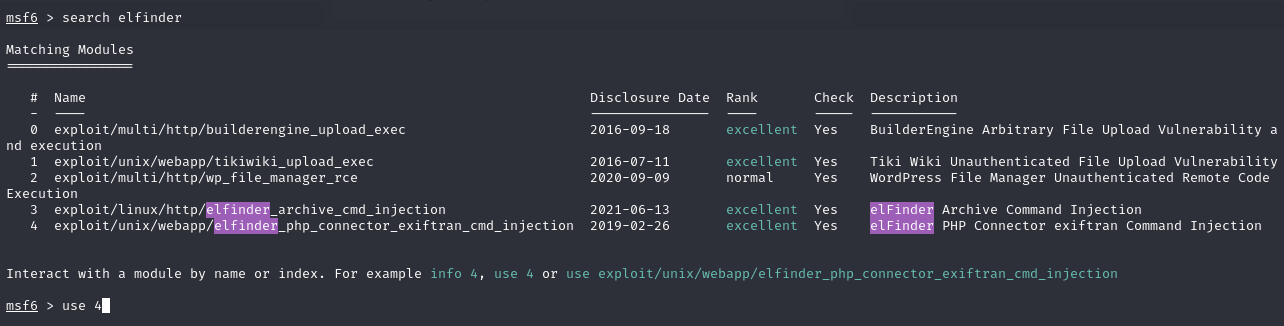 msf6 > search elfinder
Matching Modules
================
#  Name  Disclosure Date  Rank  Check  Description
-  ----  ---------------  ----  -----  -----------
0  exploit/multi/http/builderengine_upload_exec  2016-09-18  excellent  Yes  BuilderEngine Arbitrary File Upload Vulnerability a
nd execution
1  exploit/unix/webapp/tikiwiki_upload_exec  2016-07-11  excellent  Yes  Tiki Wiki Unauthenticated File Upload Vulnerability
2  exploit/multi/http/wp_file_manager_rce  2020-09-09  normal  Yes  WordPress File Manager Unauthenticated Remote Code
Execution
3  exploit/linux/http/elfinder_archive_cmd_injection  2021-06-13  excellent  Yes  elFinder Archive Command Injection
4  exploit/unix/webapp/elfinder_php_connector_exiftran_cmd_injection  2019-02-26  excellent  Yes  elFinder PHP Connector exiftran Command Injection
Interact with a module by name or index. For example info 4, use 4 or use exploit/unix/webapp/elfinder_php_connector_exiftran_cmd_injection
msf6 > use 4